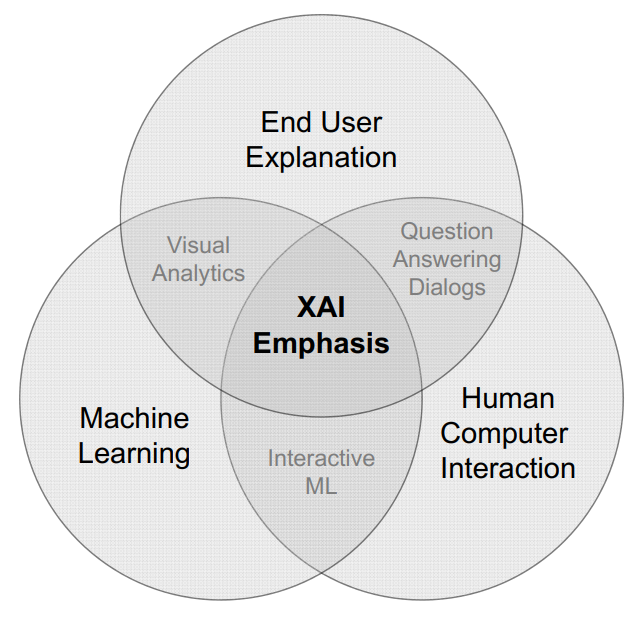 End User
Explanation
Visual
Analytics
Question
Answering
Dialogs
XAI
Emphasis
Machine
Learning
Human
Computer
Interaction
Interactive
ML